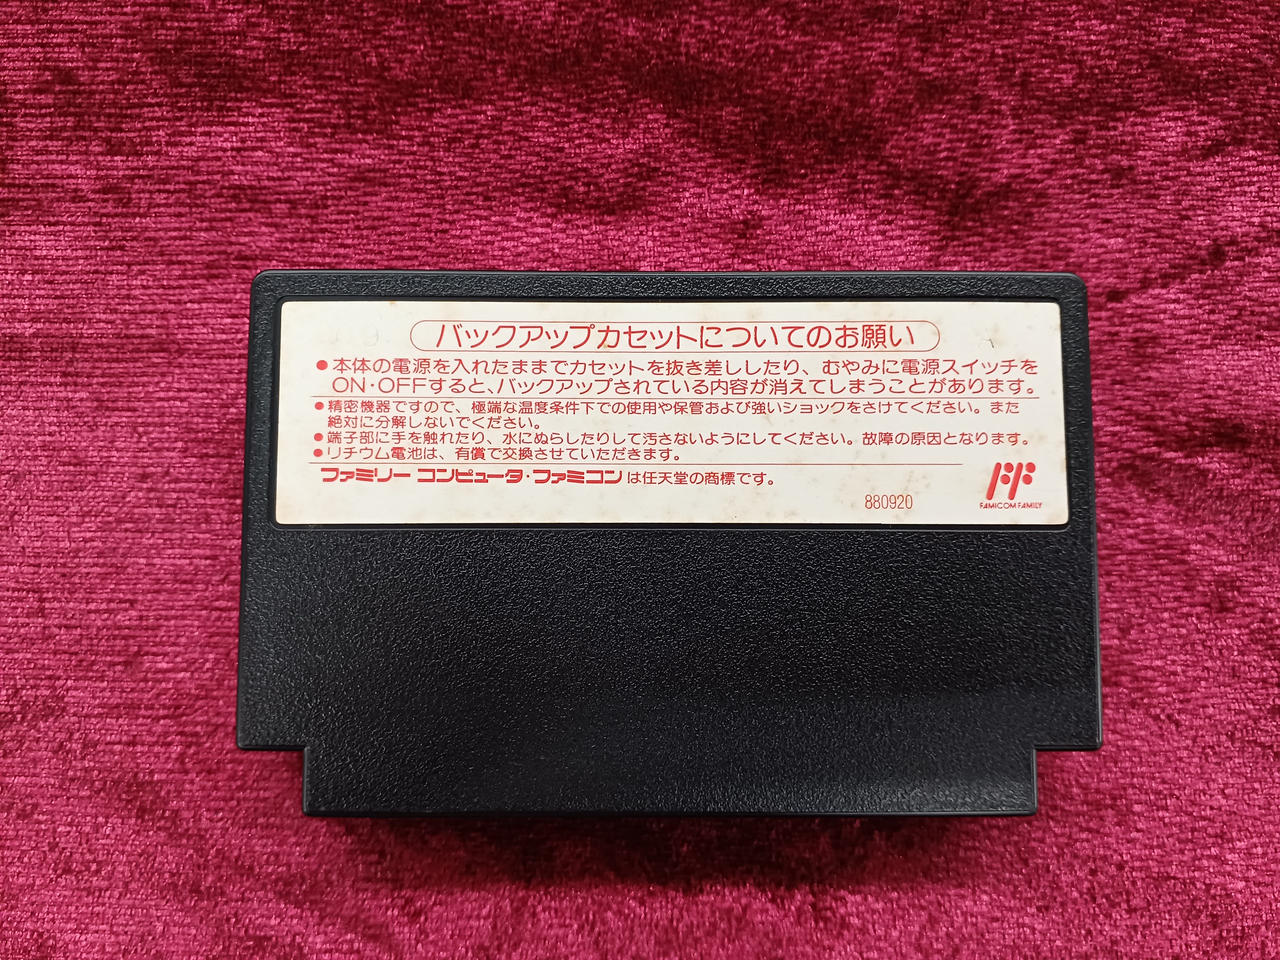 バックアップカセットについてのお願い
●本体の電源を入れたままでカセットを抜き差ししたり、むやみに電源スイッチを
ON・OFFすると、バックアップされている内容が消えてしまうことがあります。
●精密機器ですので、極端な温度条件下での使用や保管および強いショックをさけてください。また
絶対に分解しないでください。
●端子部に手を触れたり、水にぬらしたりして汚さないようにしてください。故障の原因となります。
●リチウム電池は、有償で交換させていただきます。
ファミリー コンピュータ・ファミコンは任天堂の商標です。
880920
FAMICOM FAMILY